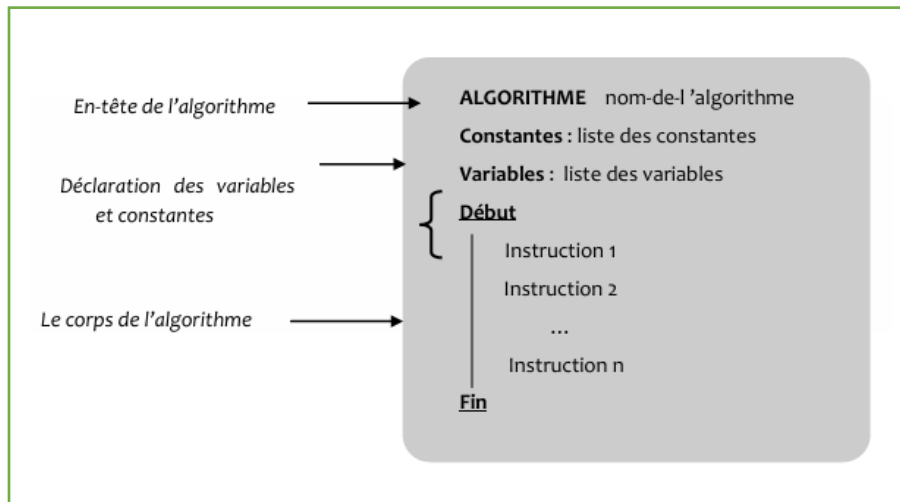 En-tête de l'algorithme
Déclaration des variables
et constantes
Le corps de l'algorithme
ALGORITHME nom-de-l 'algorithme
Constantes : liste des constantes
Variables : liste des variables
Début
Instruction 1
Instruction 2
...
Instruction n
Fin